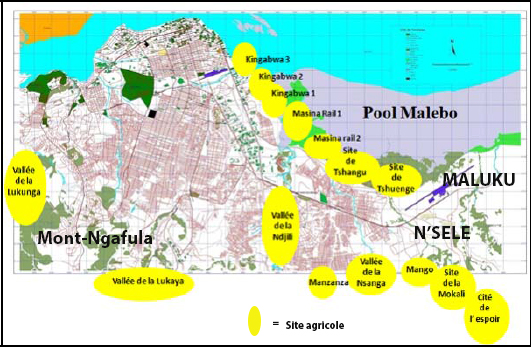 Kingabwa 3
Kingabwa 2
Kingabwa 1
Masina Rail 1
Pool Malebo
Masina rail 2
Site
de
Tshangu
Site
de
Tshuenge
MALUKU
Vallée
de la
Lukunga
Vallée
de la
Ndjili
Mont-Ngafula
N'SELE
Vallée de la Lukaya
Manzanza
Vallée
de la
Nsanga
Mango
Site
de la
Mokali
Cité
de
l'espoir
= Site agricole